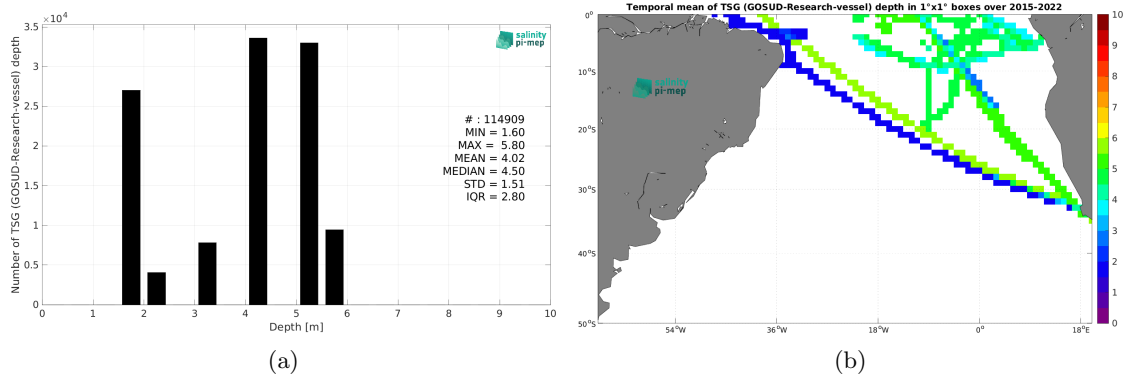 ×10⁴
3.5
3
2.5
2
1.5
1
0.5
0
0 1 2 3 4 5 6 7 8 9 10
Number of TSG (GOSUD-Research-vessel) depth
Depth [m]
salinity
pi-mep
# : 114909
MIN = 1.60
MAX = 5.80
MEAN = 4.02
MEDIAN = 4.50
STD = 1.51
IQR = 2.80
(a)
Temporal mean of TSG (GOSUD-Research-vessel) depth in 1°x1° boxes over 2015-2022
0°
10°S
20°S
30°S
40°S
50°S
54°W 36°W 18°W 0° 18°E
salinity
pi-mep
10
9
8
7
6
5
4
3
2
1
0
(b)